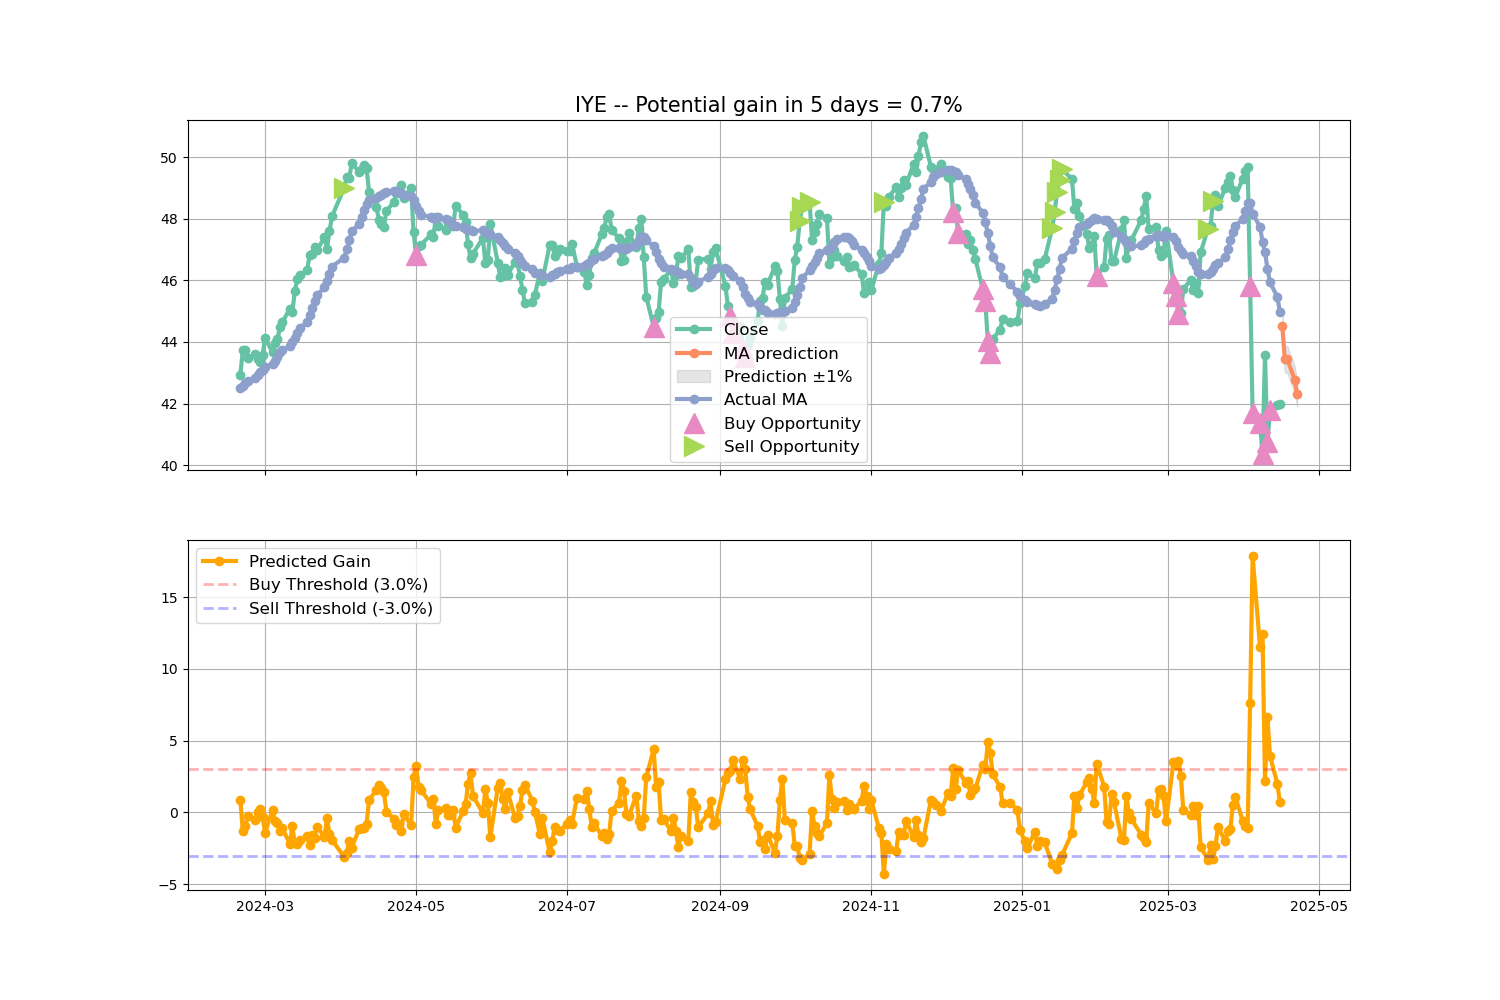 IYE -- Potential gain in 5 days = 0.7%
50
48
46
44
42
40
Close
MA prediction
Prediction ±1%
Actual MA
Buy Opportunity
Sell Opportunity
Predicted Gain
Buy Threshold (3.0%)
Sell Threshold (-3.0%)
15
10
5
0
−5
2024-03
2024-05
2024-07
2024-09
2024-11
2025-01
2025-03
2025-05